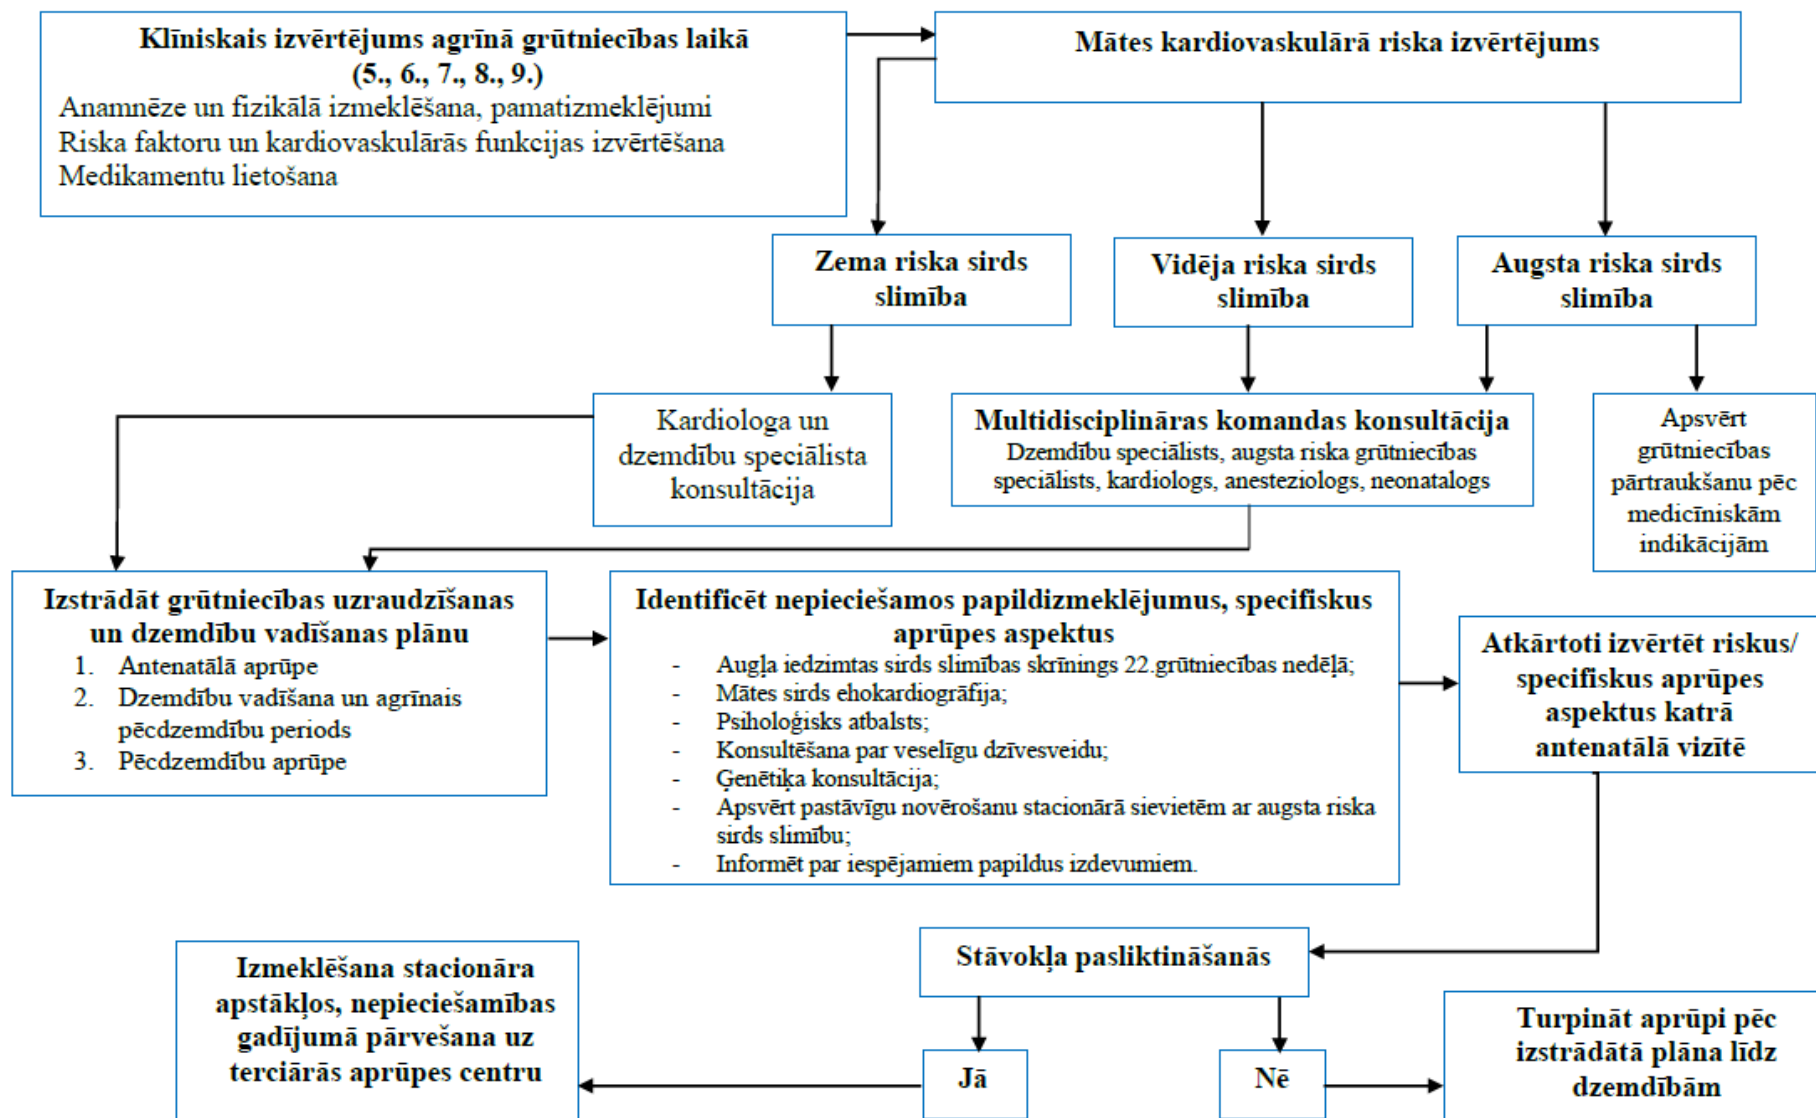 Klīniskais izvērtējums agrīnā grūtniecības laikā
(5., 6., 7., 8., 9.)
Anamnēze un fizikālā izmeklēšana, pamatizmeklējumi
Riska faktoru un kardiovaskulārās funkcijas izvērtēšana
Medikamentu lietošana
Mātes kardiovaskulārā riska izvērtējums
Zema riska sirds
slimība
Vidēja riska sirds
slimība
Augsta riska sirds
slimība
Kardiologa un
dzemdību speciālista
konsultācija
Multidisciplināras komandas konsultācija
Dzemdību speciālists, augsta riska grūtniecības
speciālists, kardiologs, anesteziologs, neonatalogs
Apsvērt
grūtniecības
pārtraukšanu pēc
medicīniskām
indikācijām
Izstrādāt grūtniecības uzraudzīšanas
un dzemdību vadīšanas plānu
1. Antenatālā aprūpe
2. Dzemdību vadīšana un agrīnais
pēcdzemdību periods
3. Pēcdzemdību aprūpe
Identificēt nepieciešamos papildizmeklējumus, specifiskus
aprūpes aspektus
- Augļa iedzimtas sirds slimības skrīnings 22.grūtniecības nedēļā;
- Mātes sirds ehokardiogrāfija;
- Psiholoģisks atbalsts;
- Konsultēšana par veselīgu dzīvesveidu;
- Ģenētiķa konsultācija;
- Apsvērt pastāvīgu novērošanu stacionārā sievietēm ar augsta riska
sirds slimību;
- Informēt par iespējamiem papildus izdevumiem.
Atkārtoti izvērtēt riskus/
specifiskus aprūpes
aspektus katrā
antenatālā vizītē
Stāvokļa pasliktināšanās
Jā
Nē
Izmeklēšana stacionāra
apstākļos, nepieciešamības
gadījumā pārvešana uz
terciārās aprūpes centru
Turpināt aprūpi pēc
izstrādātā plāna līdz
dzemdībām